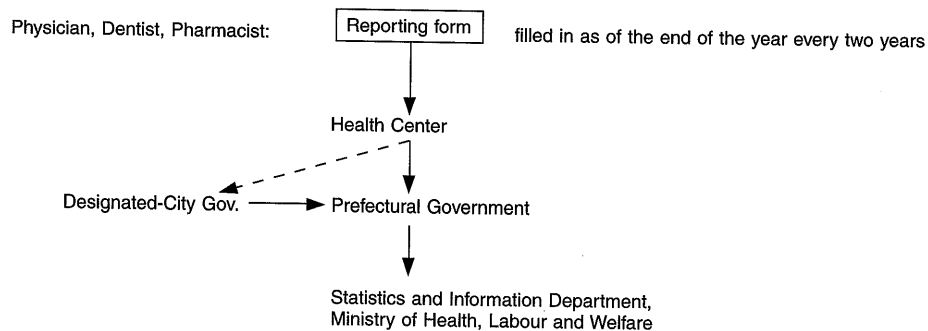 Physician, Dentist, Pharmacist: Reporting form filled in as of the end of the year every two years
Health Center
Designated-City Gov. Prefectural Government
Statistics and Information Department,
Ministry of Health, Labour and Welfare